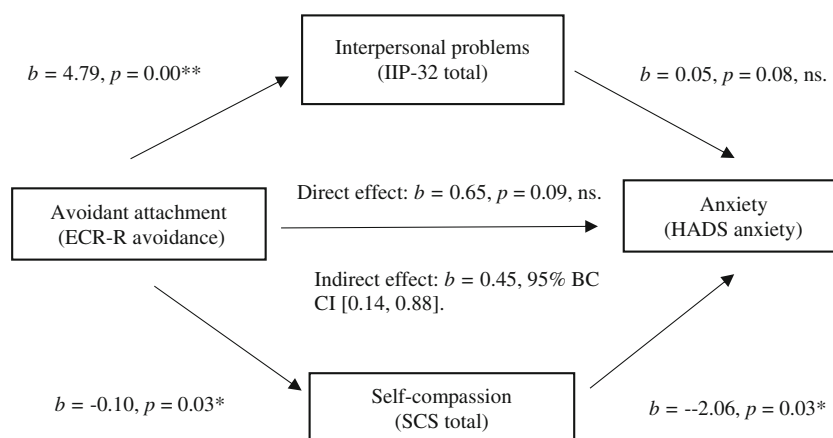 Interpersonal problems
(IIP-32 total)
b = 4.79, p = 0.00**
b = 0.05, p = 0.08, ns.
Avoidant attachment
(ECR-R avoidance)
Direct effect: b = 0.65, p = 0.09, ns.
Anxiety
(HADS anxiety)
Indirect effect: b = 0.45, 95% BC
CI [0.14, 0.88].
b = -0.10, p = 0.03*
Self-compassion
(SCS total)
b = --2.06, p = 0.03*